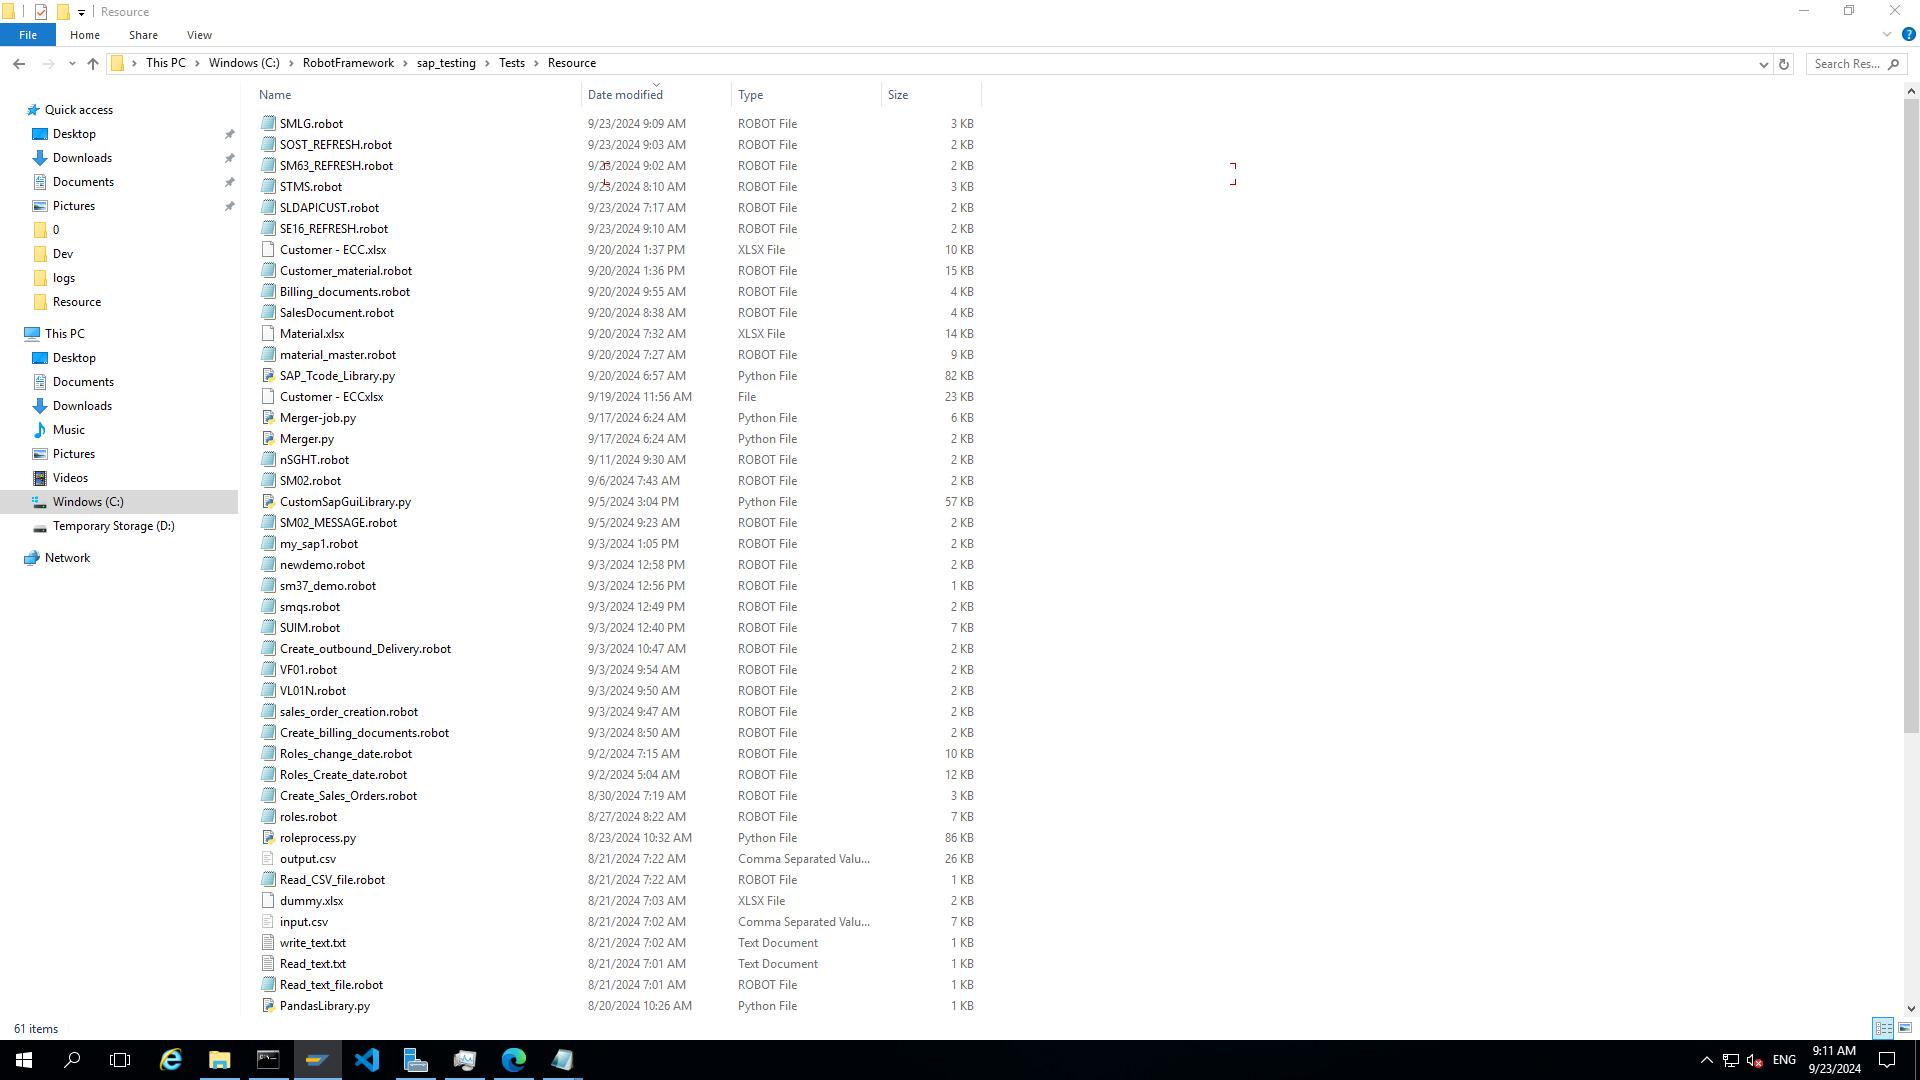 Resource
File Home Share View
This PC Windows (C:) RobotFramework sap_testing Tests Resource Search Res...
Name Date modified Type Size
Quick access
Desktop
Downloads
Documents
Pictures
0
Dev
logs
Resource
This PC
Desktop
Documents
Downloads
Music
Pictures
Videos
Windows (C:)
Temporary Storage (D:)
Network
SMLG.robot 9/23/2024 9:09 AM ROBOT File 3 KB
SOST_REFRESH.robot 9/23/2024 9:03 AM ROBOT File 2 KB
SM63_REFRESH.robot 9/23/2024 9:02 AM ROBOT File 2 KB
STMS.robot 9/23/2024 8:10 AM ROBOT File 3 KB
SLDAPICUST.robot 9/23/2024 7:17 AM ROBOT File 2 KB
SE16_REFRESH.robot 9/23/2024 9:10 AM ROBOT File 2 KB
Customer - ECC.xlsx 9/20/2024 1:37 PM XLSX File 10 KB
Customer_material.robot 9/20/2024 1:36 PM ROBOT File 15 KB
Billing_documents.robot 9/20/2024 9:55 AM ROBOT File 4 KB
SalesDocument.robot 9/20/2024 8:38 AM ROBOT File 4 KB
Material.xlsx 9/20/2024 7:32 AM XLSX File 14 KB
material_master.robot 9/20/2024 7:27 AM ROBOT File 9 KB
SAP_Tcode_Library.py 9/20/2024 6:57 AM Python File 82 KB
Customer - ECCxlsx 9/19/2024 11:56 AM File 23 KB
Merger-job.py 9/17/2024 6:24 AM Python File 6 KB
Merger.py 9/17/2024 6:24 AM Python File 2 KB
nSGHT.robot 9/11/2024 9:30 AM ROBOT File 2 KB
SM02.robot 9/6/2024 7:43 AM ROBOT File 2 KB
CustomSapGuiLibrary.py 9/5/2024 3:04 PM Python File 57 KB
SM02_MESSAGE.robot 9/5/2024 9:23 AM ROBOT File 2 KB
my_sap1.robot 9/3/2024 1:05 PM ROBOT File 2 KB
newdemo.robot 9/3/2024 12:58 PM ROBOT File 2 KB
sm37_demo.robot 9/3/2024 12:56 PM ROBOT File 1 KB
smqs.robot 9/3/2024 12:49 PM ROBOT File 2 KB
SUIM.robot 9/3/2024 12:40 PM ROBOT File 7 KB
Create_outbound_Delivery.robot 9/3/2024 10:47 AM ROBOT File 2 KB
VF01.robot 9/3/2024 9:54 AM ROBOT File 2 KB
VL01N.robot 9/3/2024 9:50 AM ROBOT File 2 KB
sales_order_creation.robot 9/3/2024 9:47 AM ROBOT File 2 KB
Create_billing_documents.robot 9/3/2024 8:50 AM ROBOT File 2 KB
Roles_change_date.robot 9/2/2024 7:15 AM ROBOT File 10 KB
Roles_Create_date.robot 9/2/2024 5:04 AM ROBOT File 12 KB
Create_Sales_Orders.robot 8/30/2024 7:19 AM ROBOT File 3 KB
roles.robot 8/27/2024 8:22 AM ROBOT File 7 KB
roleprocess.py 8/23/2024 10:32 AM Python File 86 KB
output.csv 8/21/2024 7:22 AM Comma Separated Valu... 26 KB
Read_CSV_file.robot 8/21/2024 7:22 AM ROBOT File 1 KB
dummy.xlsx 8/21/2024 7:03 AM XLSX File 2 KB
input.csv 8/21/2024 7:02 AM Comma Separated Valu... 7 KB
write_text.txt 8/21/2024 7:02 AM Text Document 1 KB
Read_text.txt 8/21/2024 7:01 AM Text Document 1 KB
Read_text_file.robot 8/21/2024 7:01 AM ROBOT File 1 KB
PandasLibrary.py 8/20/2024 10:26 AM Python File 1 KB
61 items
ENG 9:11 AM
9/23/2024